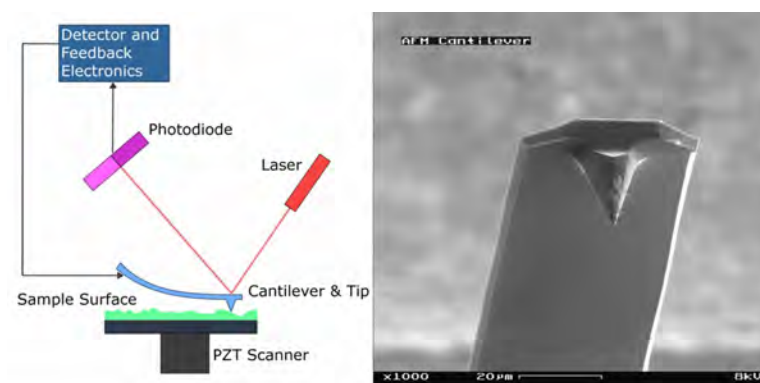 Detector and
Feedback
Electronics
Photodiode
Laser
Cantilever & Tip
Sample Surface
PZT Scanner
AFM Cantilever
x1000 20µm 8kV